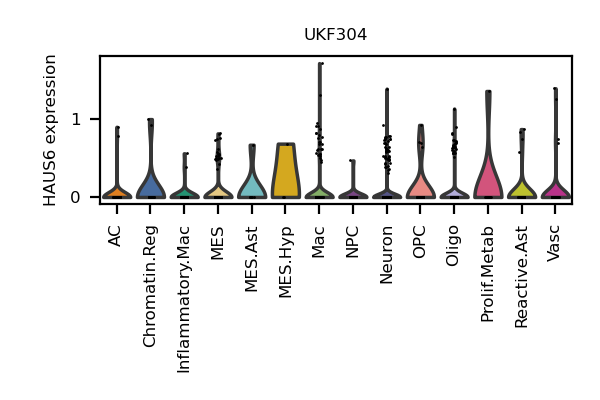 UKF304
HAUS6 expression
1
0
AC
Chromatin.Reg
Inflammatory.Mac
MES
MES.Ast
MES.Hyp
Mac
NPC
Neuron
OPC
Oligo
Prolif.Metab
Reactive.Ast
Vasc